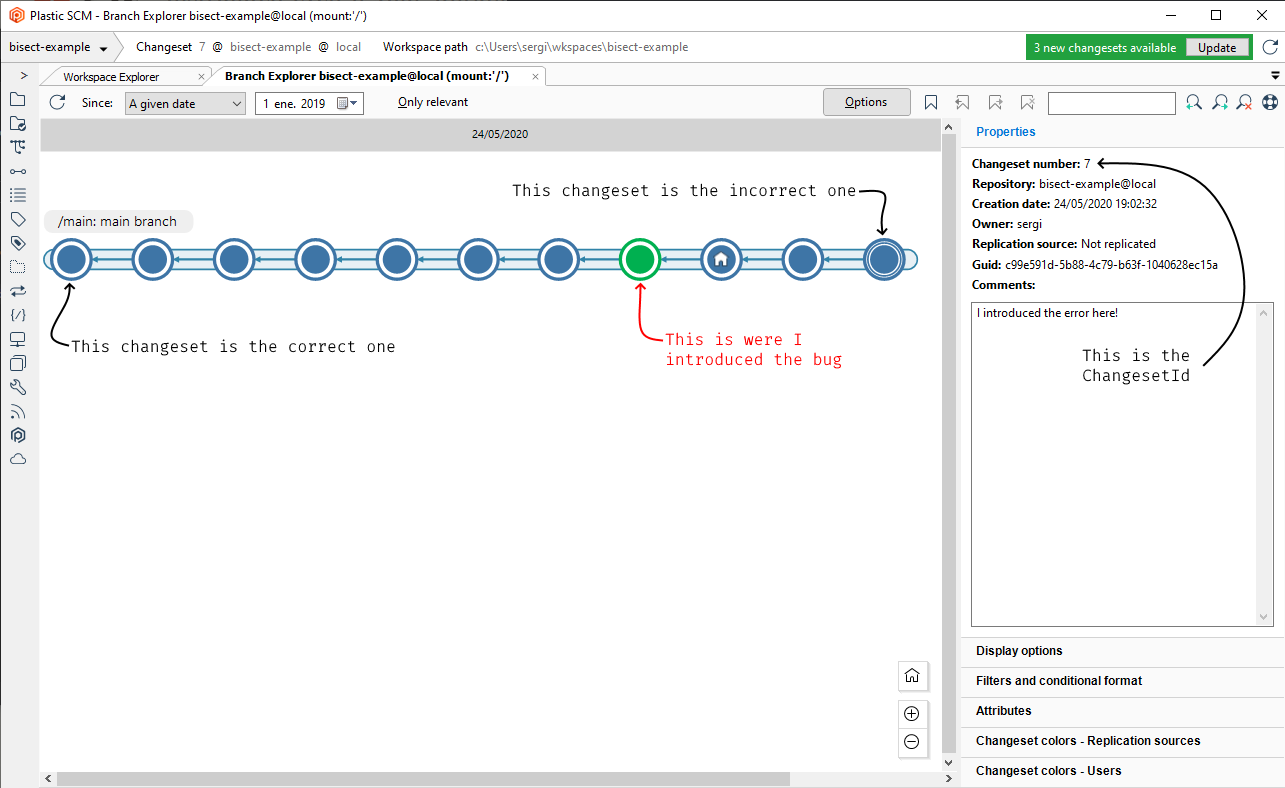 Plastic SCM - Branch Explorer bisect-example@local (mount:'/')
bisect-example Changeset 7 @ bisect-example @ local Workspace path c:\Users\sergi\wkspaces\bisect-example 3 new changesets available Update
Workspace Explorer × Branch Explorer bisect-example@local (mount:'/') ×
Since: A given date 1 ene. 2019 Only relevant Options
24/05/2020
This changeset is the incorrect one
/main: main branch
This changeset is the correct one
This is were I
introduced the bug
Properties
Changeset number: 7
Repository: bisect-example@local
Creation date: 24/05/2020 19:02:32
Owner: sergi
Replication source: Not replicated
Guid: c99e591d-5b88-4c79-b63f-1040628ec15a
Comments:
I introduced the error here!
This is the
ChangesetId
Display options
Filters and conditional format
Attributes
Changeset colors - Replication sources
Changeset colors - Users